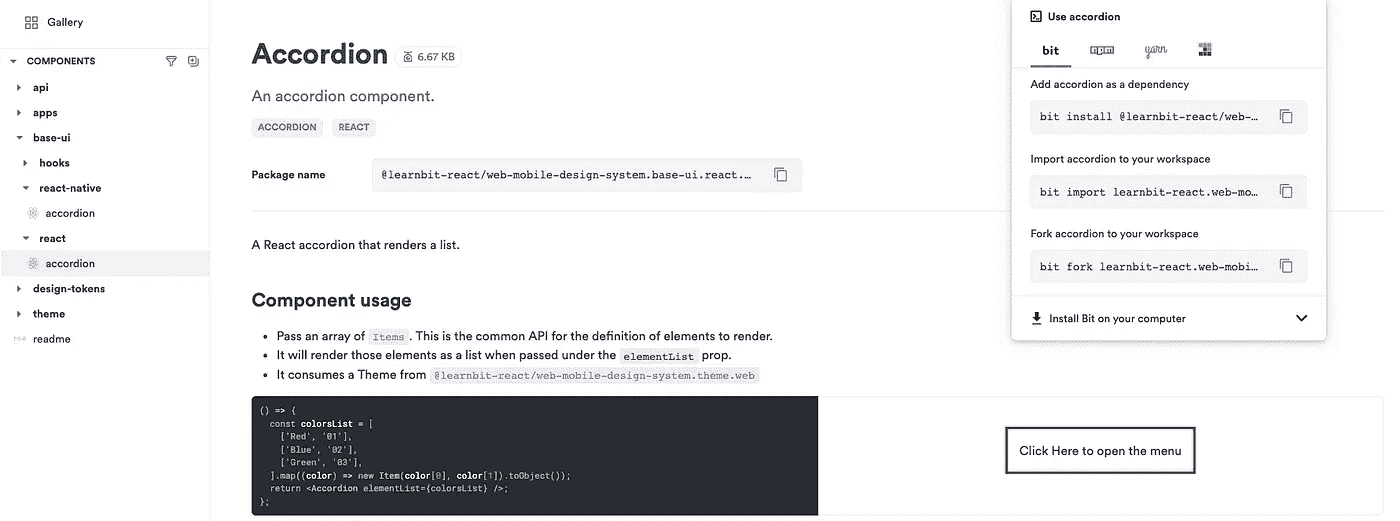 Gallery
COMPONENTS
api
apps
base-ui
hooks
react-native
accordion
react
accordion
design-tokens
theme
readme
Accordion
6.67 KB
An accordion component.
ACCORDION REACT
Package name
@learnbit-react/web-mobile-design-system.base-ui.react.…
A React accordion that renders a list.
Component usage
• Pass an array of Items. This is the common API for the definition of elements to render.
• It will render those elements as a list when passed under the elementList prop.
• It consumes a Theme from @learnbit-react/web-mobile-design-system.theme.web
() => {
const colorsList = [
['Red', '01'],
['Blue', '02'],
['Green', '03'],
].map((color) => new Item(color[0], color[1]).toObject());
return <Accordion elementList={colorsList} />;
};
Click Here to open the menu
Use accordion
bit npm yarn
Add accordion as a dependency
bit install @learnbit-react/web-…
Import accordion to your workspace
bit import learnbit-react.web-mo…
Fork accordion to your workspace
bit fork learnbit-react.web-mobi…
Install Bit on your computer